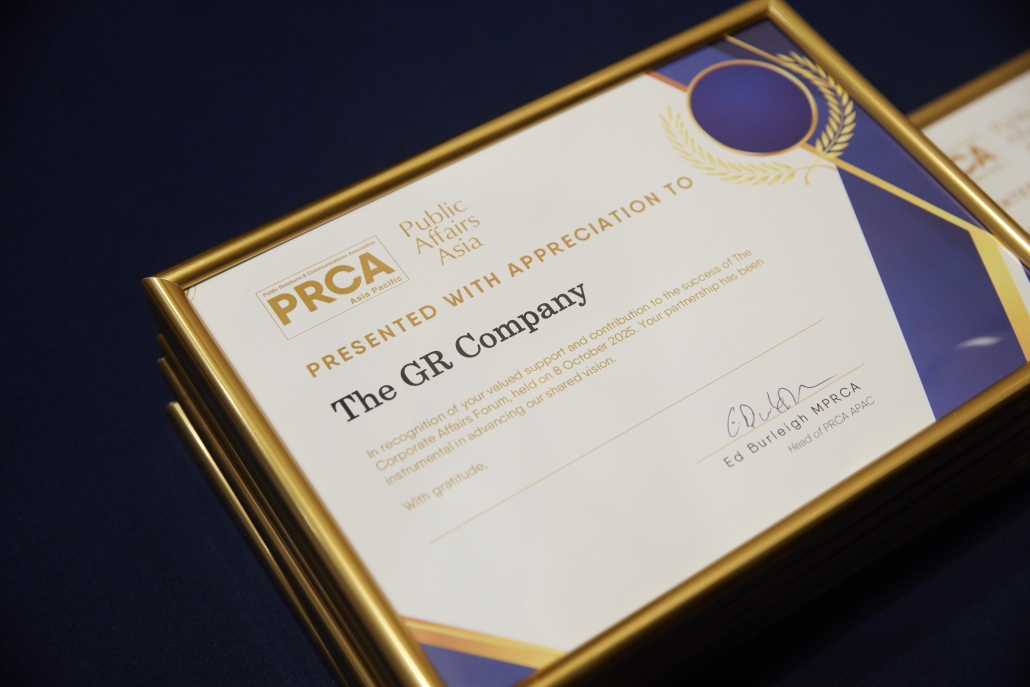 Public Relations & Communications Association
PRCA
Asia Pacific
Public
Affairs
Asia
PRESENTED WITH APPRECIATION TO
The GR Company
In recognition of your valued support and contribution to the success of The
Corporate Affairs Forum, held on 8 October 2025. Your partnership has been
instrumental in advancing our shared vision.
With gratitude,
Ed Burleigh MPRCA
Head of PRCA APAC
CA